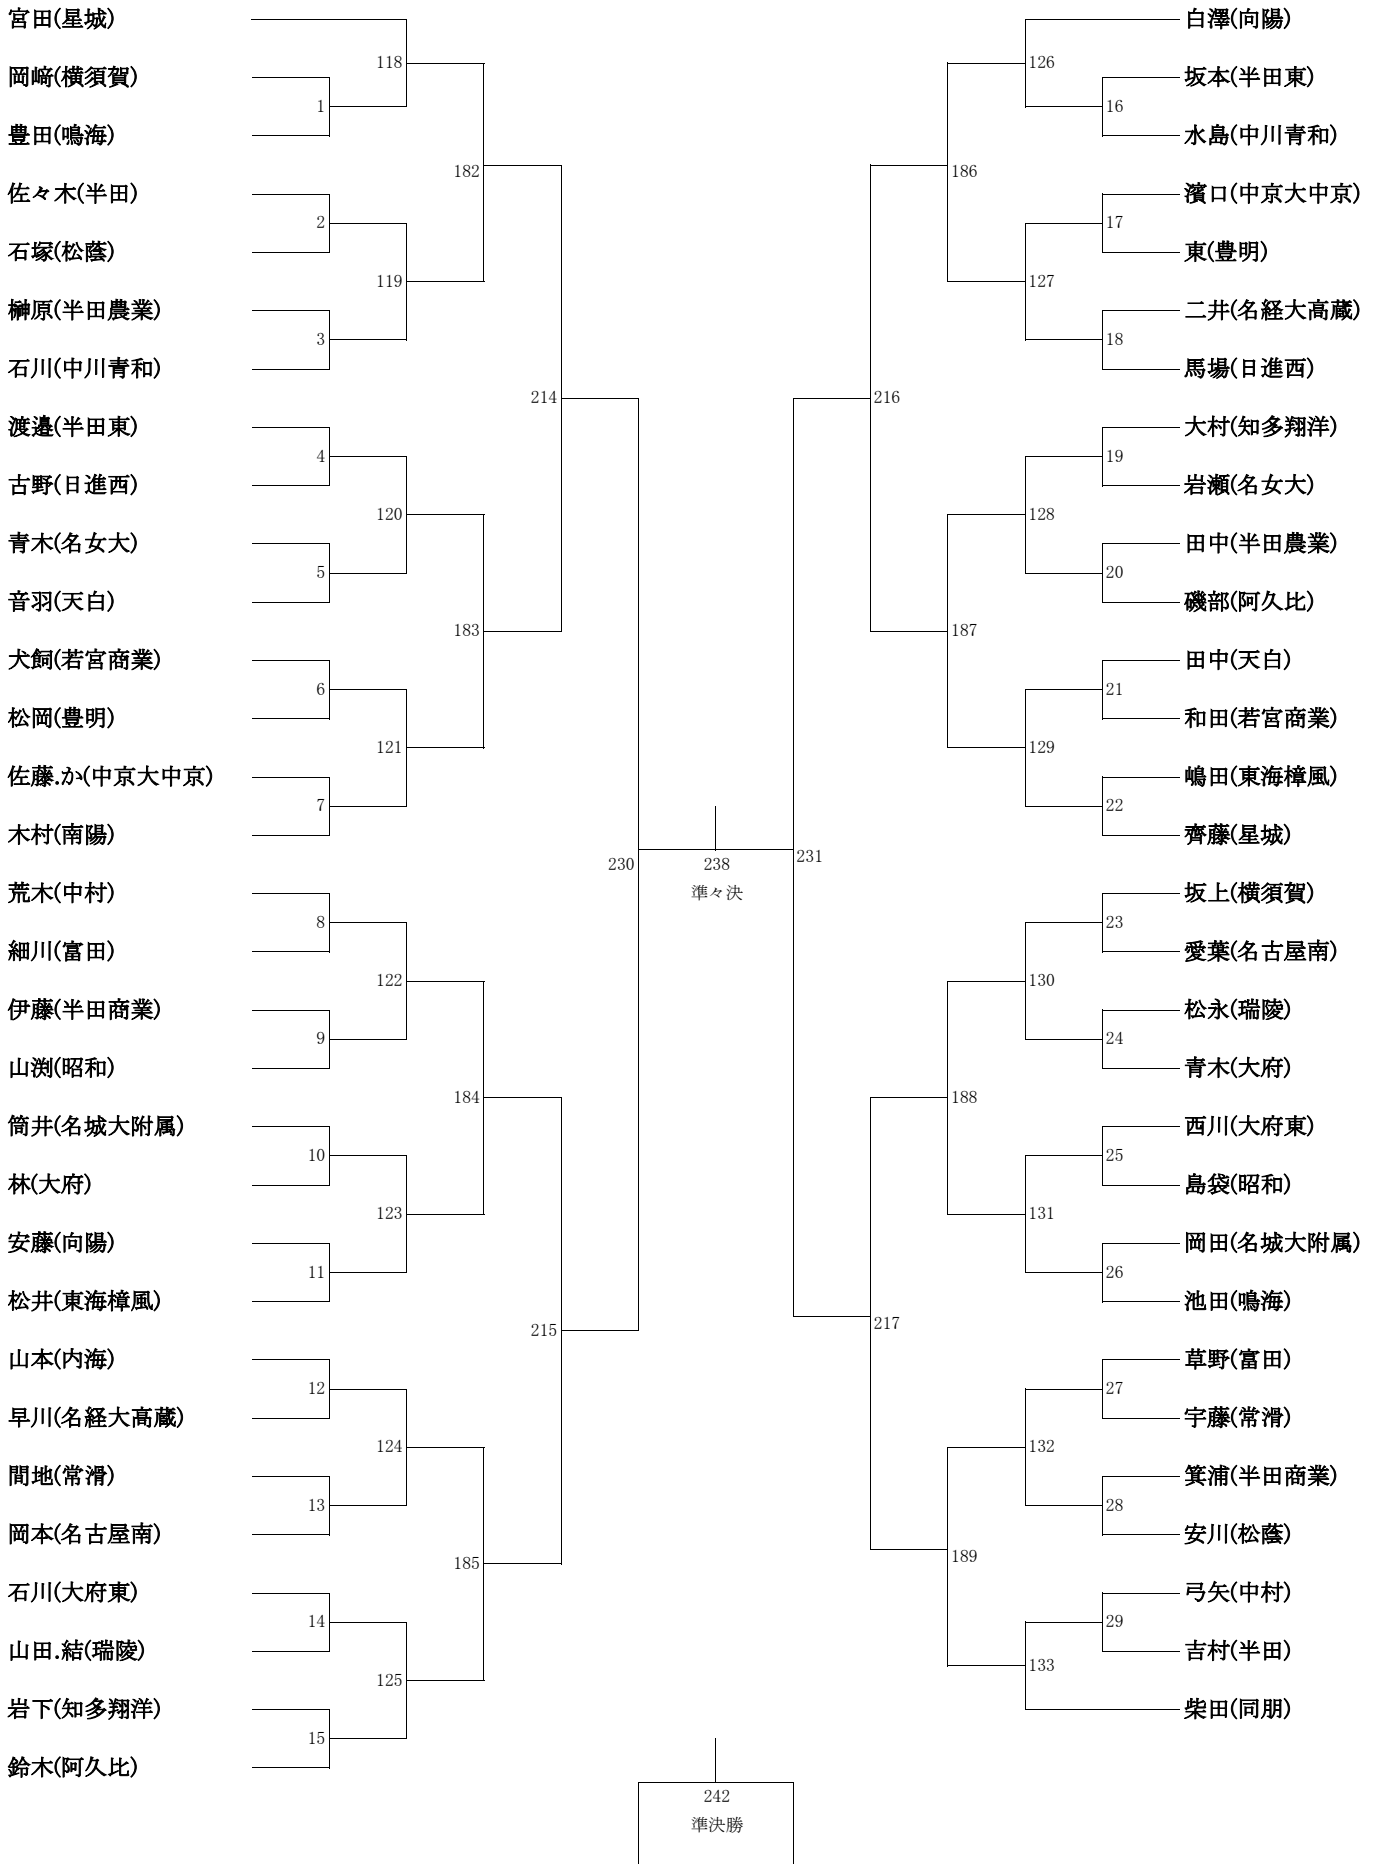 宮田(星城)
岡﨑(横須賀)
豊田(鳴海)
佐々木(半田)
石塚(松蔭)
榊原(半田農業)
石川(中川青和)
渡邉(半田東)
古野(日進西)
青木(名女大)
音羽(天白)
犬飼(若宮商業)
松岡(豊明)
佐藤.か(中京大中京)
木村(南陽)
荒木(中村)
細川(富田)
伊藤(半田商業)
山渕(昭和)
筒井(名城大附属)
林(大府)
安藤(向陽)
松井(東海樟風)
山本(内海)
早川(名経大高蔵)
間地(常滑)
岡本(名古屋南)
石川(大府東)
山田.結(瑞陵)
岩下(知多翔洋)
鈴木(阿久比)
1
2
3
4
5
6
7
8
9
10
11
12
13
14
15
118
119
120
121
122
123
124
125
182
183
184
185
214
215
230
238
準々決
231
242
準決勝
216
217
186
187
188
189
126
127
128
129
130
131
132
133
16
17
18
19
20
21
22
23
24
25
26
27
28
29
白澤(向陽)
坂本(半田東)
水島(中川青和)
濱口(中京大中京)
東(豊明)
二井(名経大高蔵)
馬場(日進西)
大村(知多翔洋)
岩瀬(名女大)
田中(半田農業)
磯部(阿久比)
田中(天白)
和田(若宮商業)
嶋田(東海樟風)
齊藤(星城)
坂上(横須賀)
愛葉(名古屋南)
松永(瑞陵)
青木(大府)
西川(大府東)
島袋(昭和)
岡田(名城大附属)
池田(鳴海)
草野(富田)
宇藤(常滑)
箕浦(半田商業)
安川(松蔭)
弓矢(中村)
吉村(半田)
柴田(同朋)